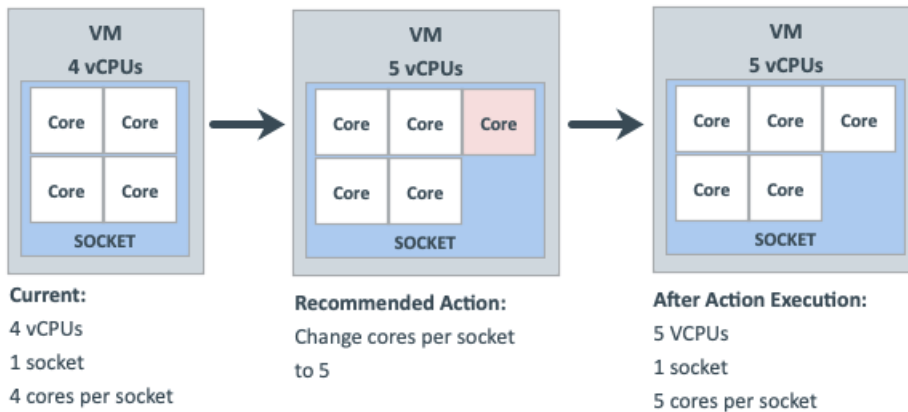 VM
4 vCPUs
Core Core
Core Core
SOCKET
Current:
4 vCPUs
1 socket
4 cores per socket
VM
5 vCPUs
Core Core Core
Core Core
SOCKET
Recommended Action:
Change cores per socket
to 5
VM
5 vCPUs
Core Core Core
Core Core
SOCKET
After Action Execution:
5 VCPUs
1 socket
5 cores per socket